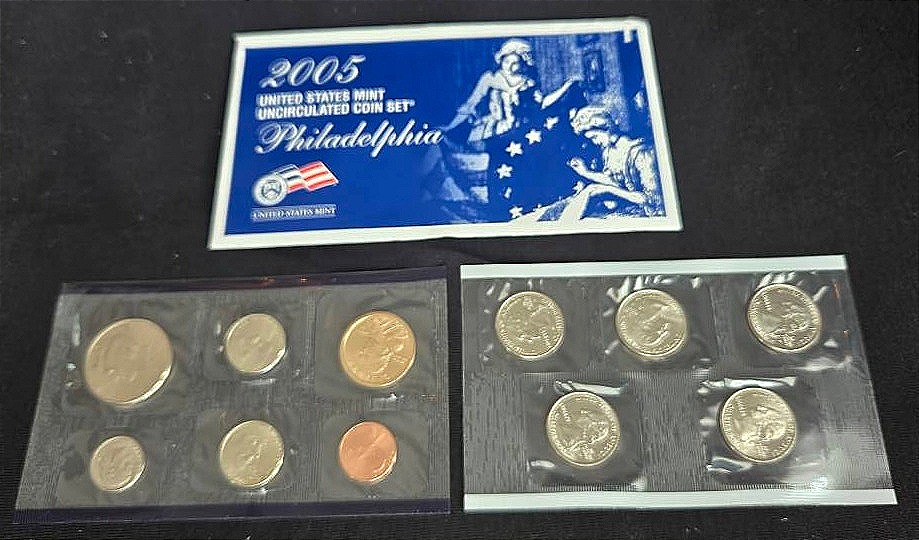 2005
UNITED STATES MINT
UNCIRCULATED COIN SET®
Philadelphia
UNITED STATES MINT